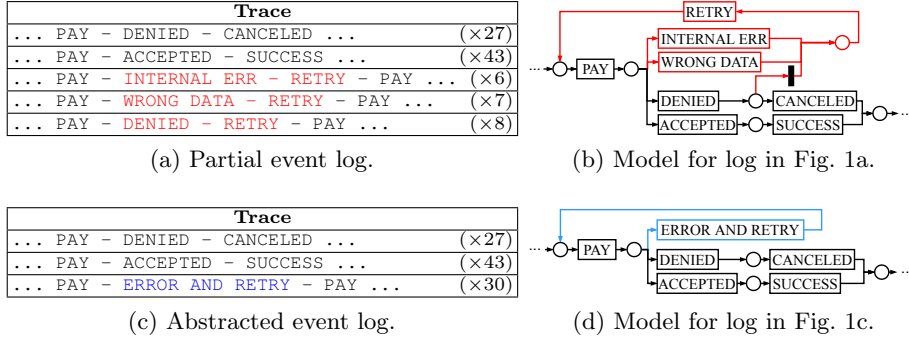 Trace
... PAY – DENIED – CANCELED ... (×27)
... PAY – ACCEPTED – SUCCESS ... (×43)
... PAY – INTERNAL ERR – RETRY – PAY ... (×6)
... PAY – WRONG DATA – RETRY – PAY ... (×7)
... PAY – DENIED – RETRY – PAY ... (×8)
(a) Partial event log.
RETRY
INTERNAL ERR
WRONG DATA
... PAY
DENIED CANCELED
ACCEPTED SUCCESS ...
(b) Model for log in Fig. 1a.
Trace
... PAY – DENIED – CANCELED ... (×27)
... PAY – ACCEPTED – SUCCESS ... (×43)
... PAY – ERROR AND RETRY – PAY ... (×30)
(c) Abstracted event log.
ERROR AND RETRY
... PAY
DENIED CANCELED ...
ACCEPTED SUCCESS
(d) Model for log in Fig. 1c.